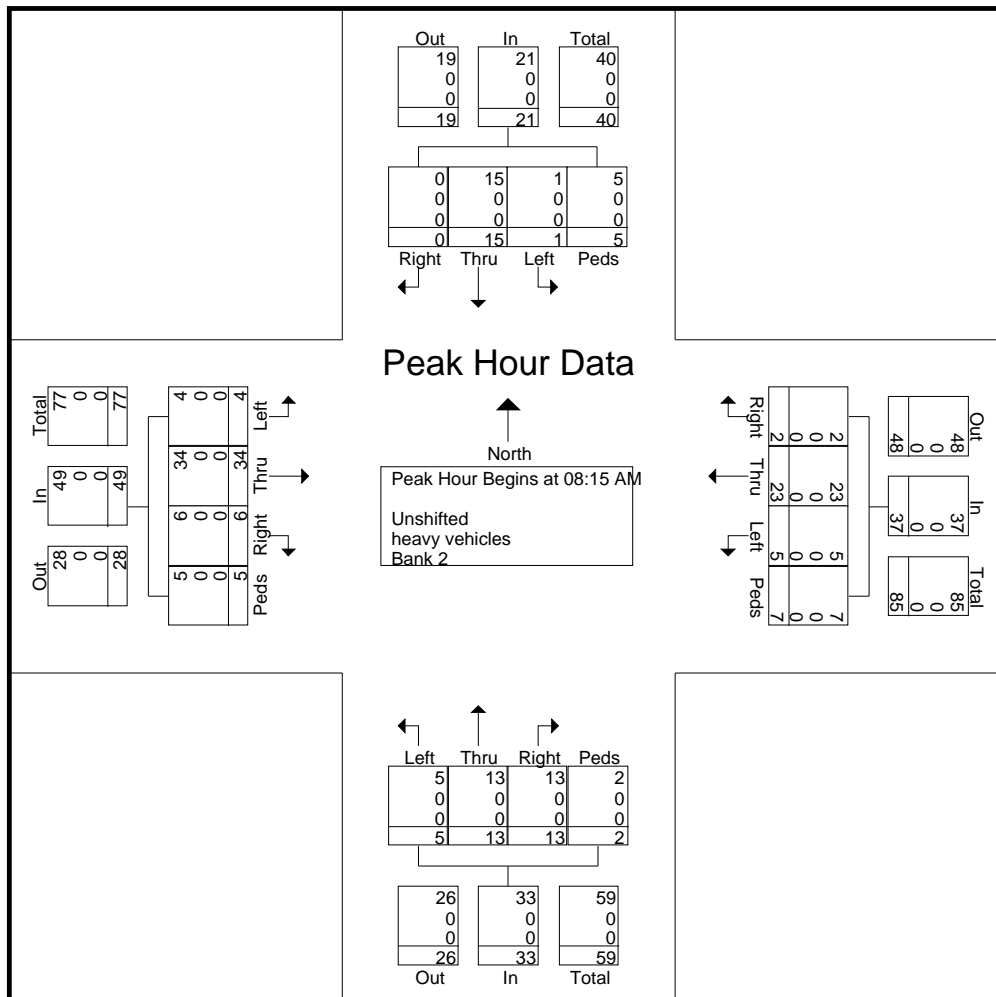 Out In Total
19 21 40
0 0 0
0 0 0
19 21 40
0 15 1 5
0 0 0 0
0 0 0 0
0 15 1 5
Right Thru Left Peds
Peak Hour Data
Total
77 0 0 77
In
49 0 0 49
Out
28 0 0 28
4 0 0 4
Left
34 0 0 34
Thru
6 0 0 6
Right
5 0 0 5
Peds
North
Peak Hour Begins at 08:15 AM
Unshifted
heavy vehicles
Bank 2
Right
2 0 0 2
Thru
23 0 0 23
Left
5 0 0 5
Peds
7 0 0 7
Out
48 0 0 48
In
37 0 0 37
Total
85 0 0 85
Left Thru Right Peds
5 13 13 2
0 0 0 0
0 0 0 0
5 13 13 2
26 33 59
0 0 0
0 0 0
26 33 59
Out In Total